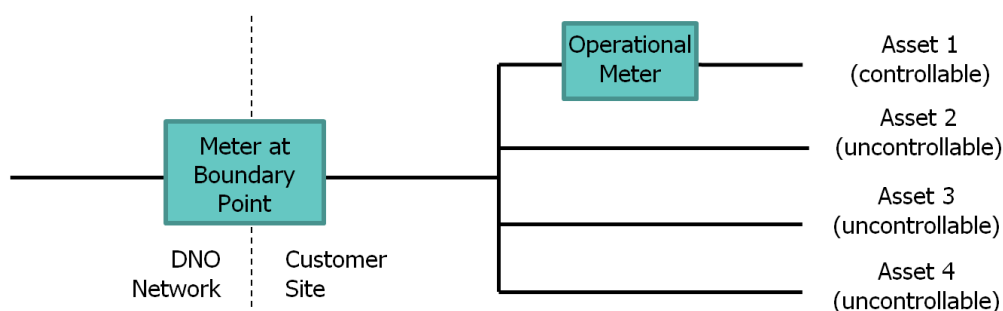 Operational
Meter
Asset 1
(controllable)
Asset 2
(uncontrollable)
Meter at
Boundary
Point
Asset 3
(uncontrollable)
DNO
Network
Customer
Site
Asset 4
(uncontrollable)